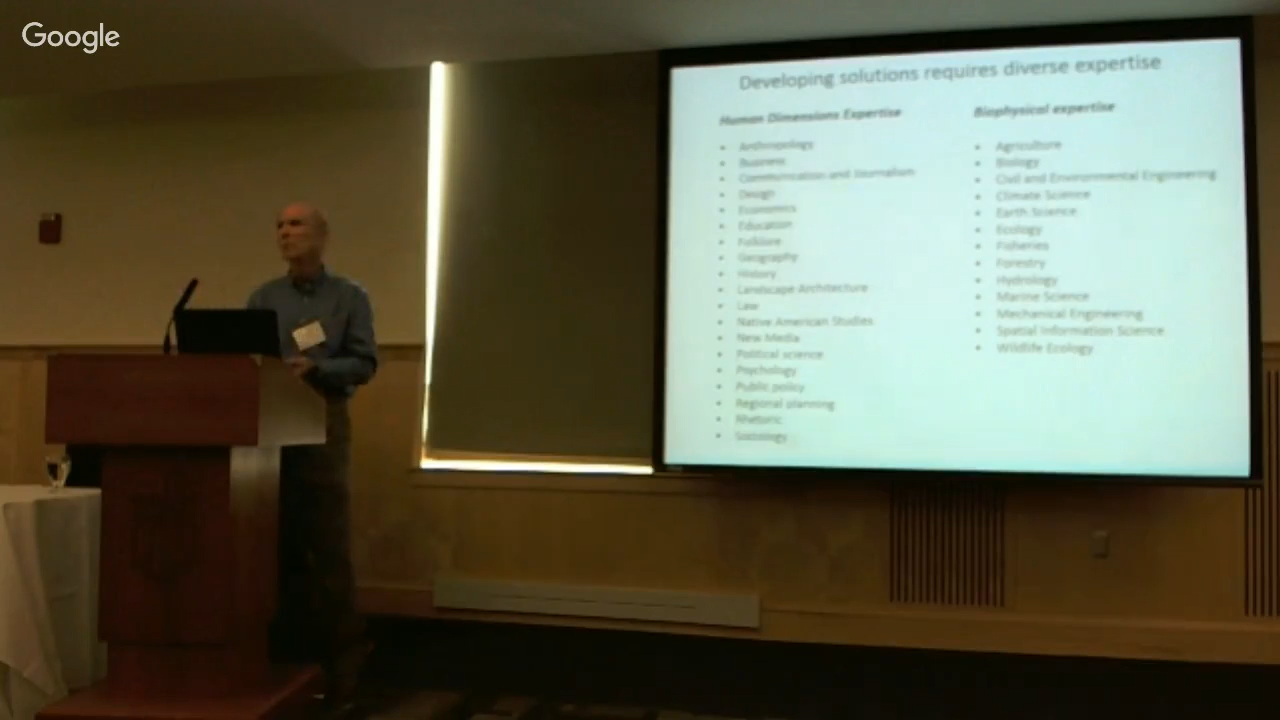 Google
Developing solutions requires diverse expertise
Human Dimensions Expertise
• Anthropology
• Business
• Communication and Journalism
• Design
• Economics
• Education
• Folklore
• Geography
• History
• Landscape Architecture
• Law
• Native American Studies
• New Media
• Political science
• Psychology
• Public policy
• Regional planning
• Rhetoric
• Sociology
Biophysical expertise
• Agriculture
• Biology
• Civil and Environmental Engineering
• Climate Science
• Earth Science
• Ecology
• Fisheries
• Forestry
• Hydrology
• Marine Science
• Mechanical Engineering
• Spatial Information Science
• Wildlife Ecology